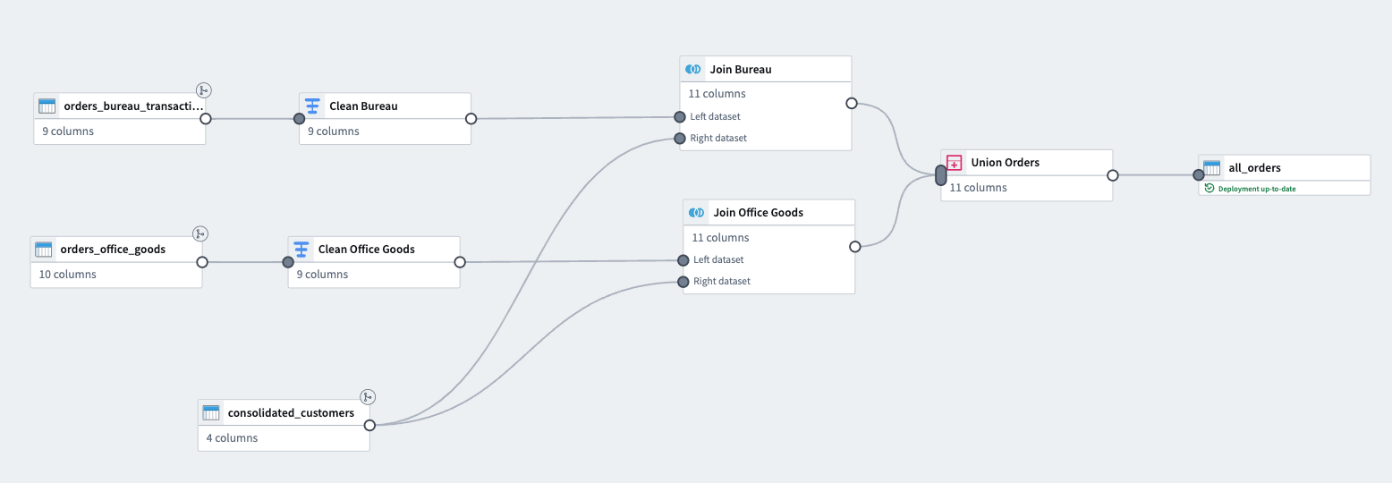 orders_bureau_transacti...
9 columns
Clean Bureau
9 columns
Join Bureau
11 columns
Left dataset
Right dataset
Union Orders
11 columns
all_orders
Deployment up-to-date
orders_office_goods
10 columns
Clean Office Goods
9 columns
Join Office Goods
11 columns
Left dataset
Right dataset
consolidated_customers
4 columns